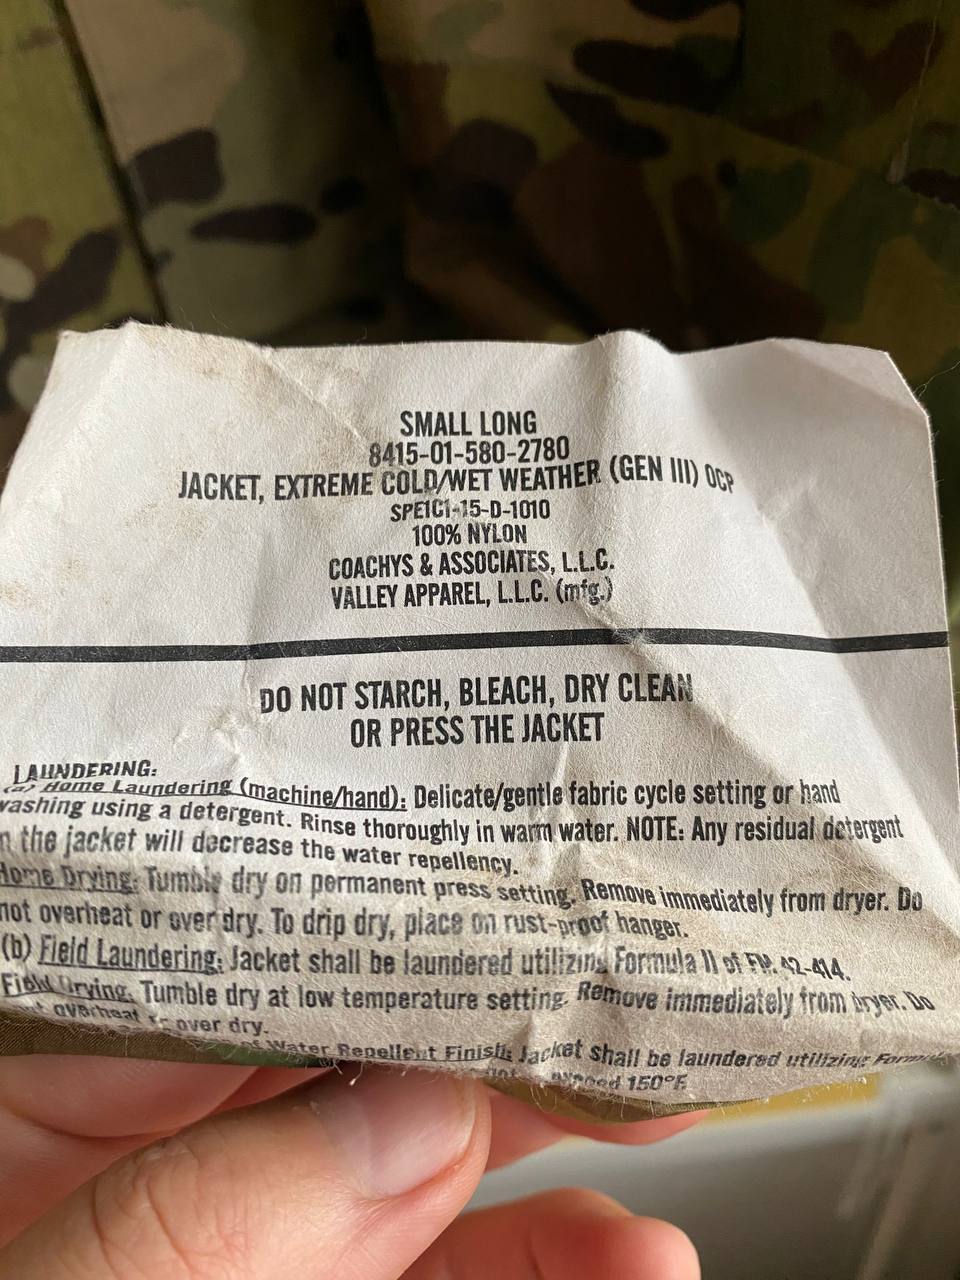 SMALL LONG
8415-01-580-2780
JACKET, EXTREME COLD/WET WEATHER (GEN III) OCP
SPE1C1-15-D-1010
100% NYLON
COACHYS & ASSOCIATES, L.L.C.
VALLEY APPAREL, L.L.C. (mfg.)
DO NOT STARCH, BLEACH, DRY CLEAN
OR PRESS THE JACKET
LAUNDERING:
(a) Home Laundering (machine/hand): Delicate/gentle fabric cycle setting or hand
washing using a detergent. Rinse thoroughly in warm water. NOTE: Any residual detergent
n the jacket will decrease the water repellency.
Home Drying: Tumble dry on permanent press setting. Remove immediately from dryer. Do
not overheat or over dry. To drip dry, place on rust-proof hanger.
(b) Field Laundering: Jacket shall be laundered utilizing Formula II of FM. 42-414.
Field Drying. Tumble dry at low temperature setting. Remove immediately from dryer. Do
overheat or over dry.
of Water Repellent Finish: Jacket shall be laundered utilizing
150°F.